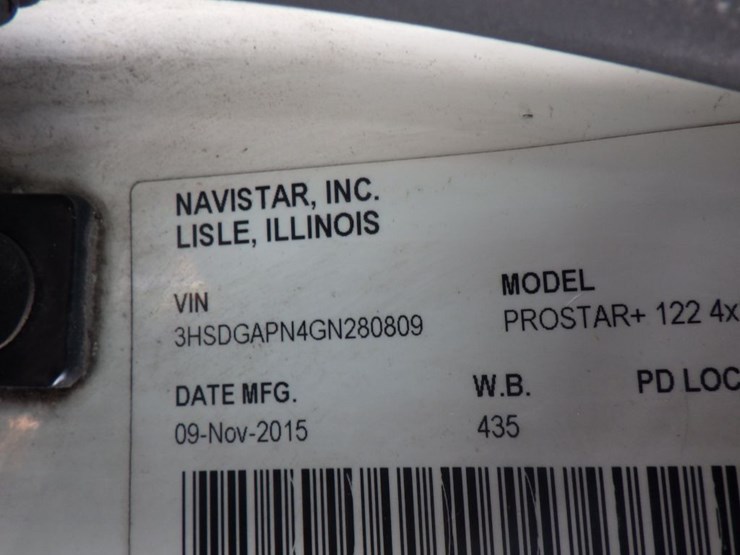 NAVISTAR, INC.
LISLE, ILLINOIS
VIN
3HSDGAPN4GN280809
MODEL
PROSTAR+ 122 4x
DATE MFG.
09-Nov-2015
W.B.
435
PD LOC